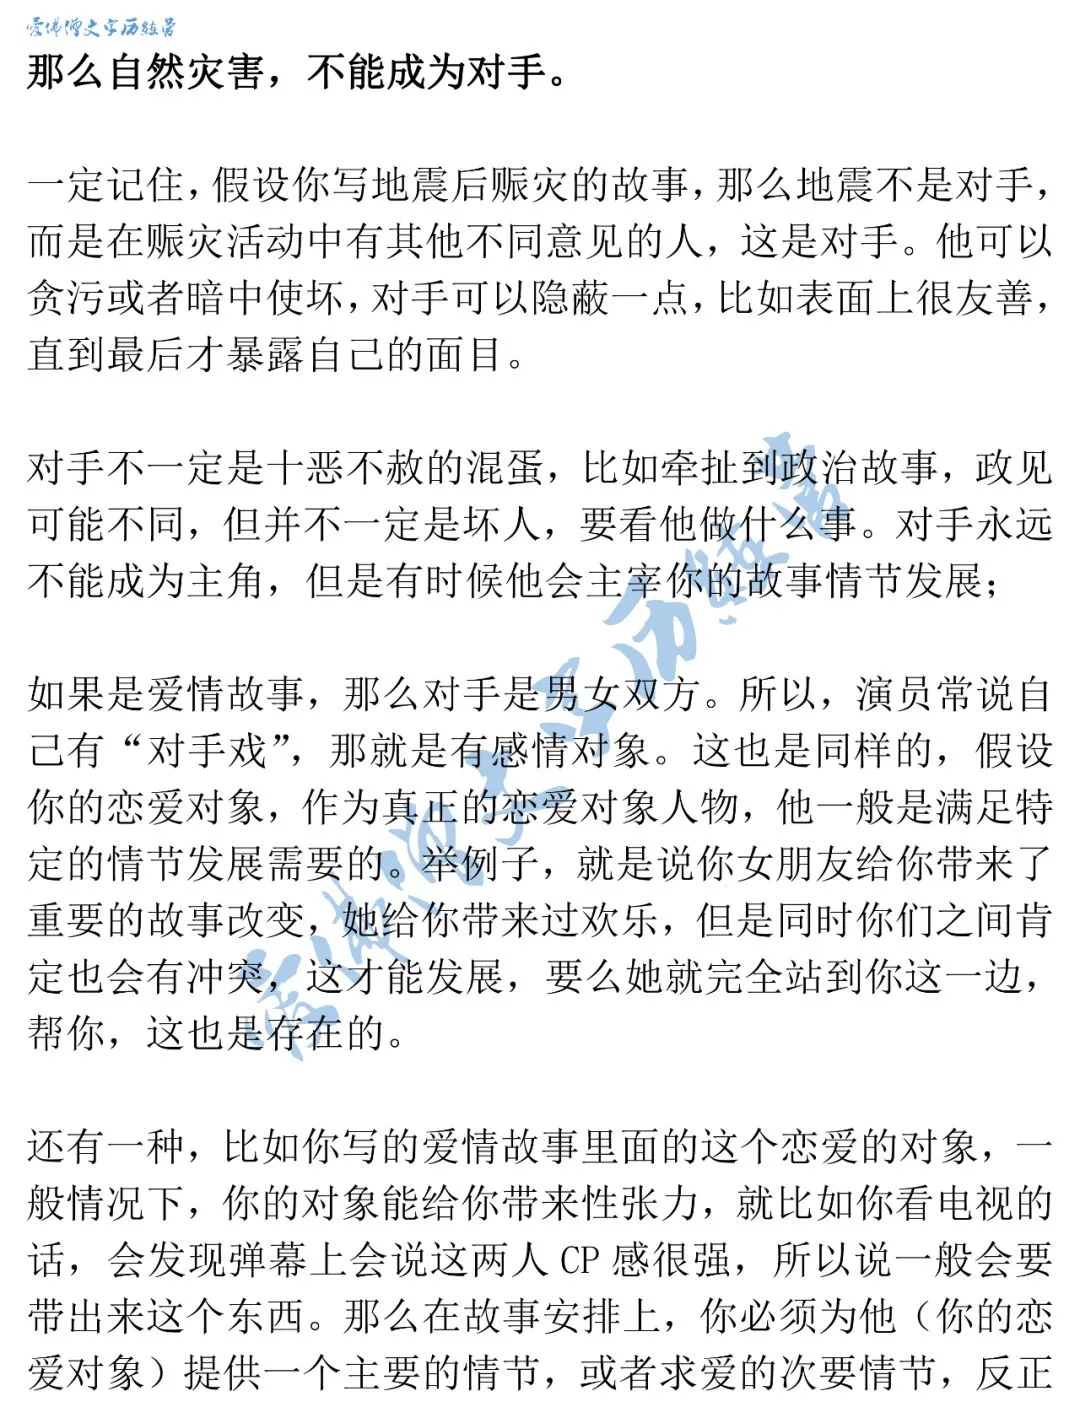 那么自然灾害，不能成为对手。
一定记住，假设你写地震后赈灾的故事，那么地震不是对手，
而是在赈灾活动中有其他不同意见的人，这是对手。他可以
贪污或者暗中使坏，对手可以隐蔽一点，比如表面上很友善，
直到最后才暴露自己的面目。
对手不一定是十恶不赦的混蛋，比如牵扯到政治故事，政见
可能不同，但并不一定是坏人，要看他做什么事。对手永远
不能成为主角，但是有时候他会主宰你的故事情节发展；
如果是爱情故事，那么对手是男女双方。所以，演员常说自
己有“对手戏”，那就是有感情对象。这也是同样的，假设
你的恋爱对象，作为真正的恋爱对象人物，他一般是满足特
定的情节发展需要的。举例子，就是说你女朋友给你带来了
重要的故事改变，她给你带来过欢乐，但是同时你们之间肯
定也会有冲突，这才能发展，要么她就完全站到你这一边，
帮你，这也是存在的。
还有一种，比如你写的爱情故事里面的这个恋爱的对象，一
般情况下，你的对象能给你带来性张力，就比如你看电视的
话，会发现弹幕上会说这两人 CP 感很强，所以说一般会要
带出来这个东西。那么在故事安排上，你必须为他（你的恋
爱对象）提供一个主要的情节，或者求爱的次要情节，反正